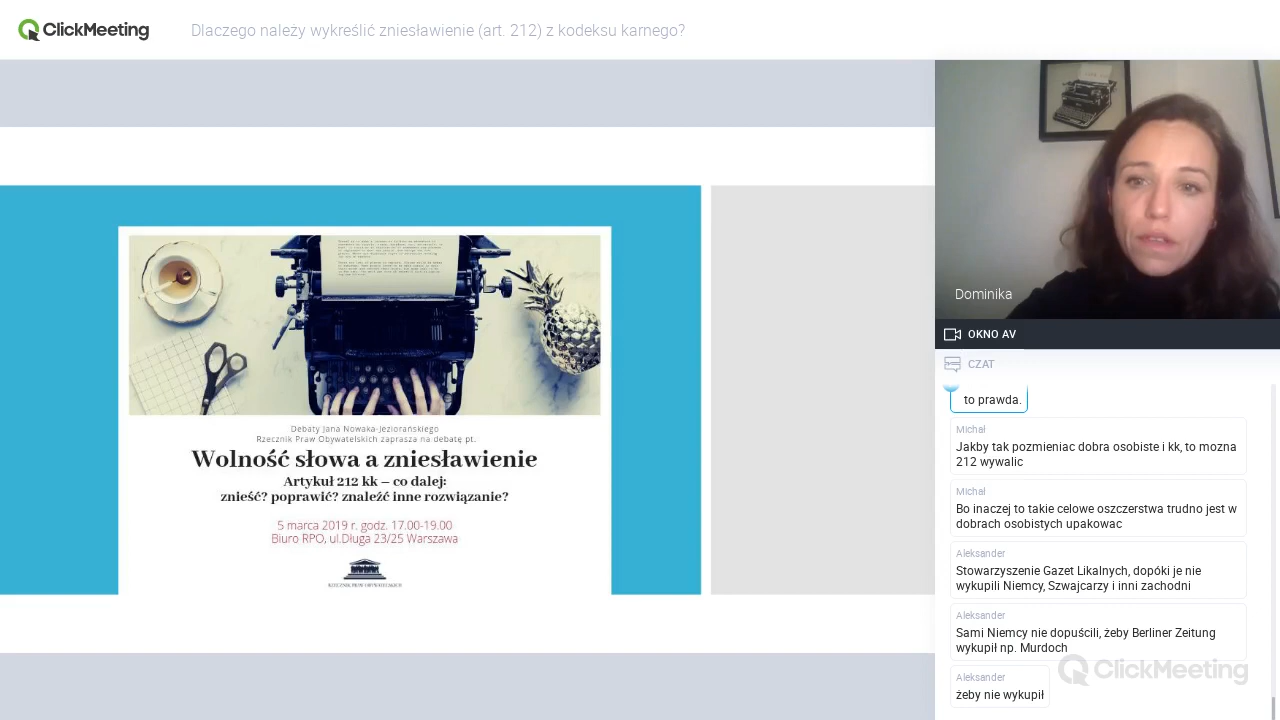 ClickMeeting
Dlaczego należy wykreślić zniesławienie (art. 212) z kodeksu karnego?
Debaty Jana Nowaka-Jeziorańskiego
Rzecznik Praw Obywatelskich zaprasza na debatę pt.
Wolność słowa a zniesławienie
Artykuł 212 kk – co dalej:
znieść? poprawić? znaleźć inne rozwiązanie?
5 marca 2019 r. godz. 17.00-19.00
Biuro RPO, ul.Długa 23/25 Warszawa
RZECZNIK PRAW OBYWATELSKICH
Dominika
OKNO AV
CZAT
to prawda.
Michał
Jakby tak pozmieniac dobra osobiste i kk, to mozna
212 wywalic
Michał
Bo inaczej to takie celowe oszczerstwa trudno jest w
dobrach osobistych upakowac
Aleksander
Stowarzyszenie Gazet Likalnych, dopóki je nie
wykupili Niemcy, Szwajcarzy i inni zachodni
Aleksander
Sami Niemcy nie dopuścili, żeby Berliner Zeitung
wykupił np. Murdoch
Aleksander
żeby nie wykupił
ClickMeeting